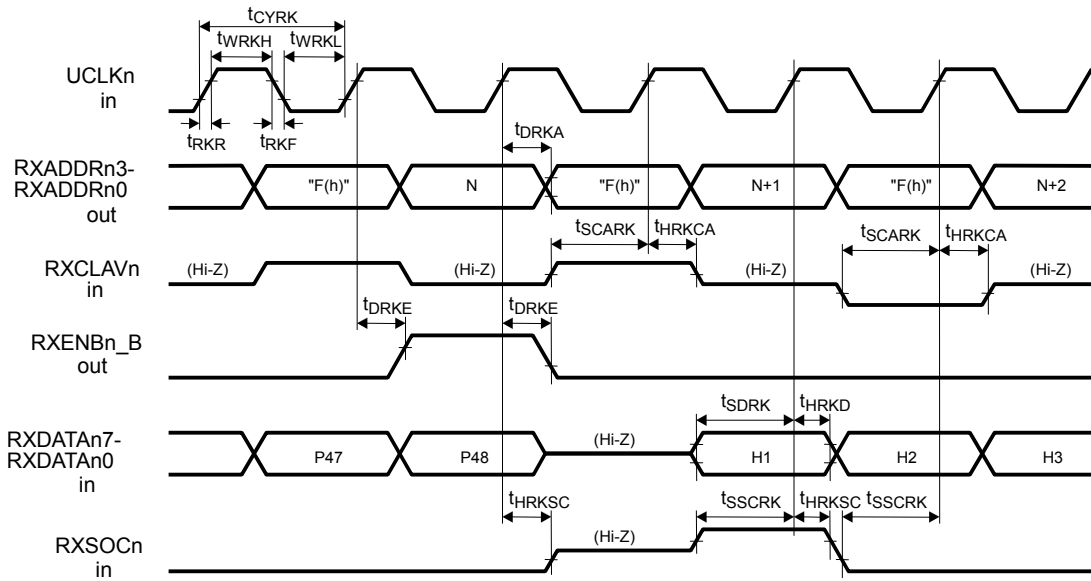 tCYRK
tWRKH tWRKL
UCLKn
in
tRKR tRKF
tDRKA
RXADDRn3-
RXADDRn0
out
"F(h)" N "F(h)" N+1 "F(h)" N+2
tSCARK tHRKCA tSCARK tHRKCA
RXCLAVn
in
(Hi-Z) (Hi-Z) (Hi-Z) (Hi-Z)
tDRKE tDRKE
RXENBn_B
out
tSDRK tHRKD
RXDATAn7-
RXDATAn0
in
P47 P48 (Hi-Z) H1 H2 H3
tHRKSC tSSCRK tHRKSC tSSCRK
RXSOCn
in
(Hi-Z)